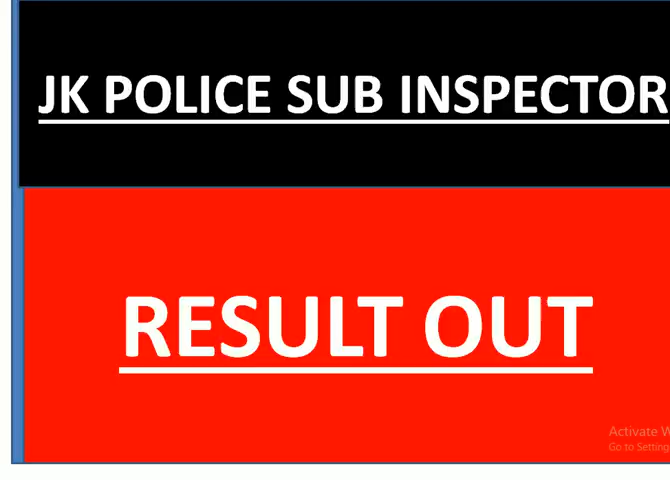 JK POLICE SUB INSPECTOR
RESULT OUT
Activate
Go to Setting